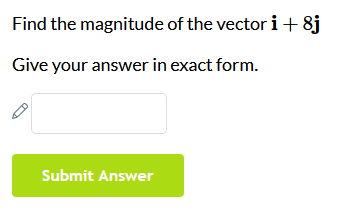 Find the magnitude of the vector i + 8j
Give your answer in exact form.
Submit Answer